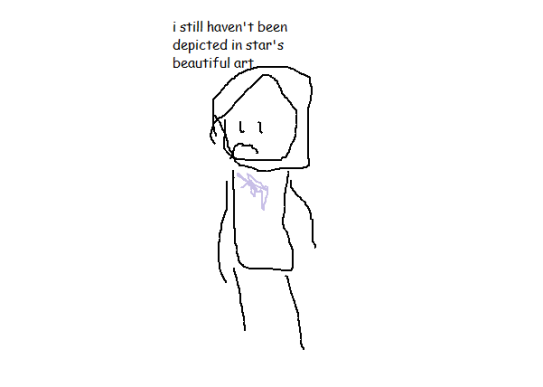 i still haven't been
depicted in star's
beautiful art